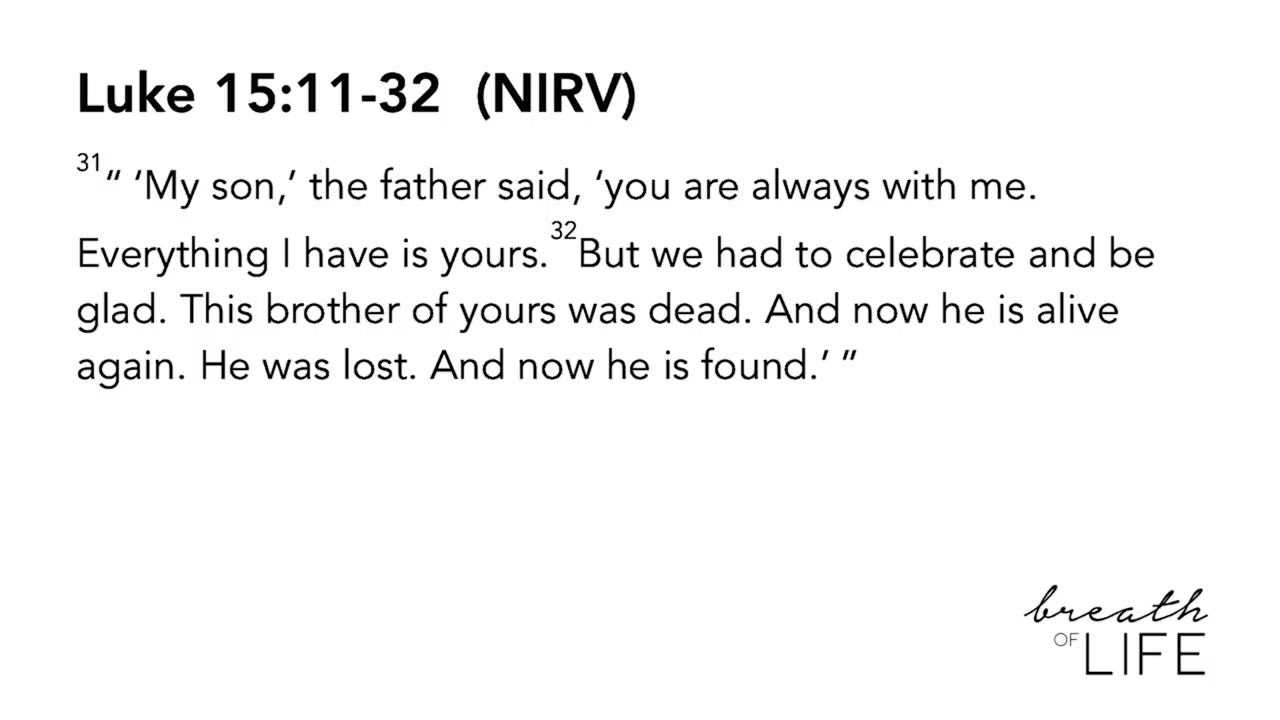 Luke 15:11-32 (NIRV)
31 “ ‘My son,’ the father said, ‘you are always with me.
Everything I have is yours. 32 But we had to celebrate and be
glad. This brother of yours was dead. And now he is alive
again. He was lost. And now he is found.’ ”
breath
OF LIFE